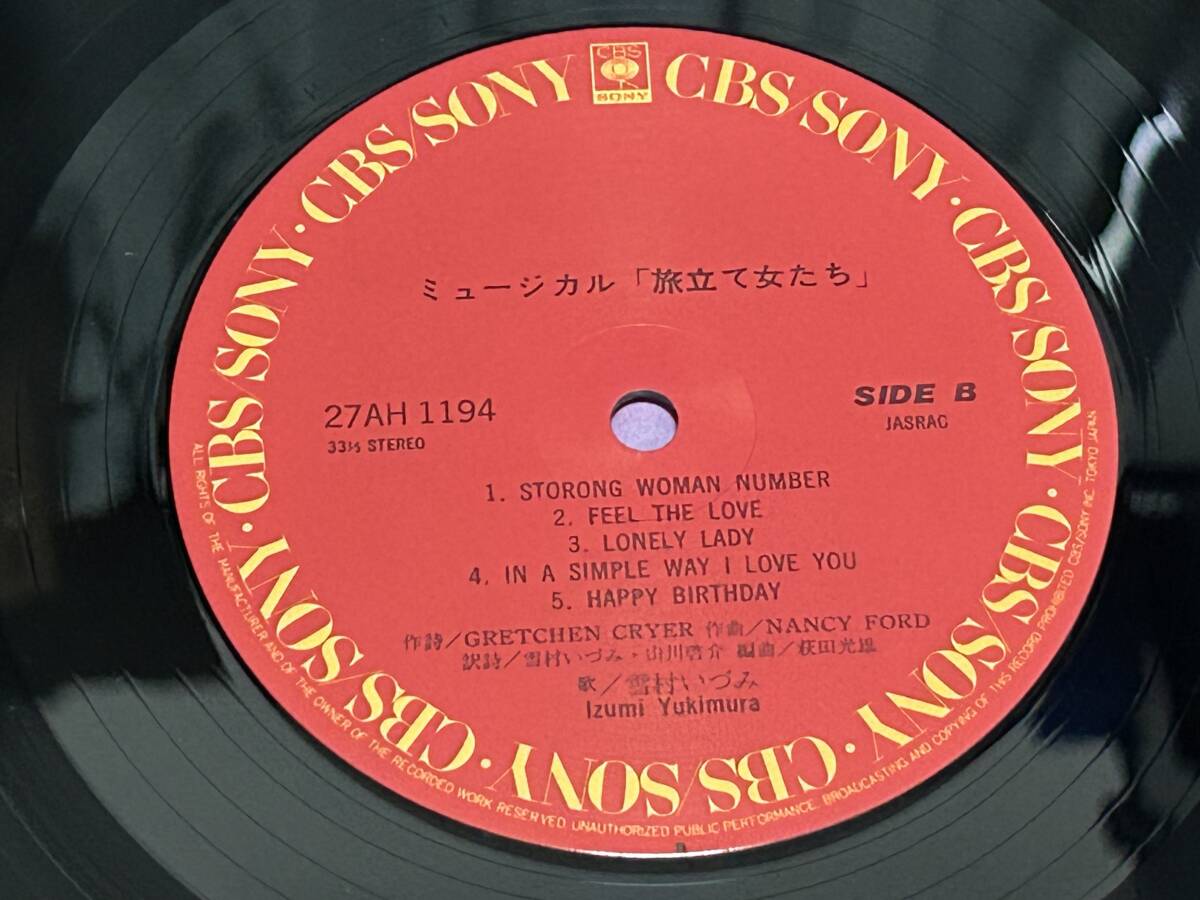 CBS
SONY
CBS/SONY · CBS/SONY · CBS/SONY · CBS/SONY · CBS/SONY · CBS/SONY · CBS/SONY · CBS/SONY
ミュージカル「旅立て女たち」
27AH 1194
33⅓ STEREO
SIDE B
JASRAC
1. STORONG WOMAN NUMBER
2. FEEL THE LOVE
3. LONELY LADY
4. IN A SIMPLE WAY I LOVE YOU
5. HAPPY BIRTHDAY
作詩/GRETCHEN CRYER 作曲/NANCY FORD
訳詩/雪村いづみ・山川啓介 編曲/萩田光雄
歌/雪村いづみ
Izumi Yukimura
ALL RIGHTS OF THE MANUFACTURER AND OF THE OWNER OF THE RECORDED WORK RESERVED. UNAUTHORIZED PUBLIC PERFORMANCE. BROADCASTING AND COPYING OF THIS RECORD PROHIBITED CBS/SONY INC. TOKYO JAPAN